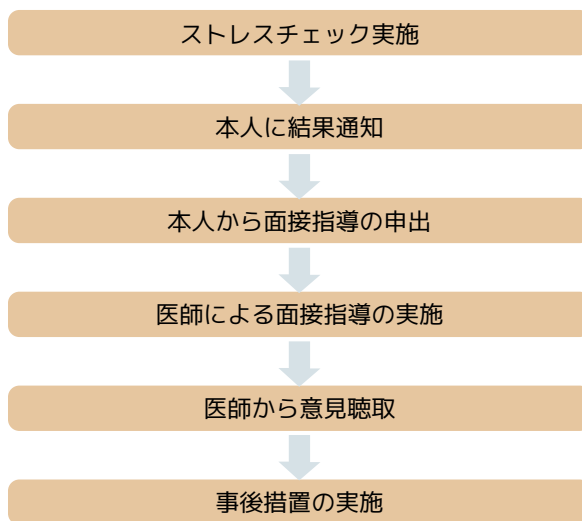 ストレスチェック実施
本人に結果通知
本人から面接指導の申出
医師による面接指導の実施
医師から意見聴取
事後措置の実施